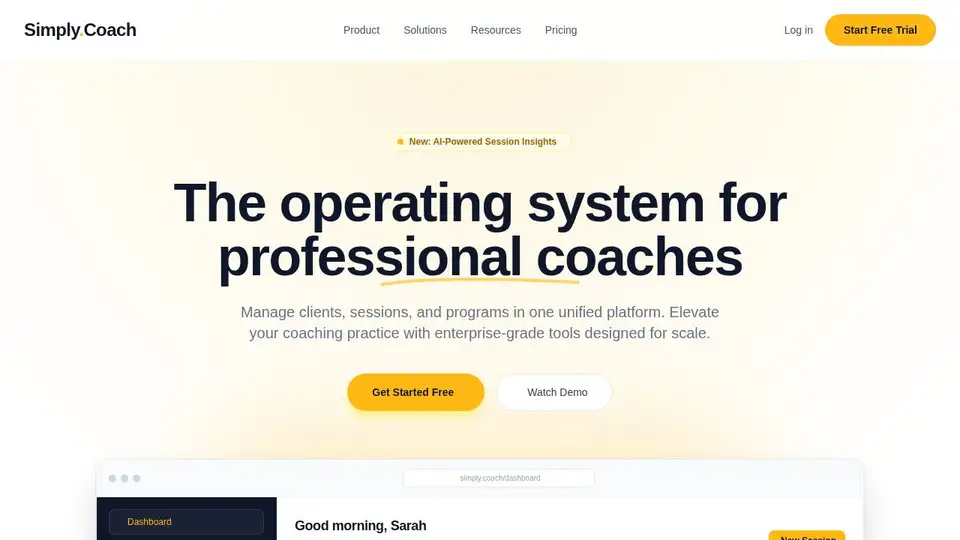 Simply.Coach
Product
Solutions
Resources
Pricing
Log in
Start Free Trial
New: AI-Powered Session Insights
The operating system for
professional coaches
Manage clients, sessions, and programs in one unified platform. Elevate
your coaching practice with enterprise-grade tools designed for scale.
Get Started Free
Watch Demo
simply.coach/dashboard
Dashboard
Good morning, Sarah
New Session